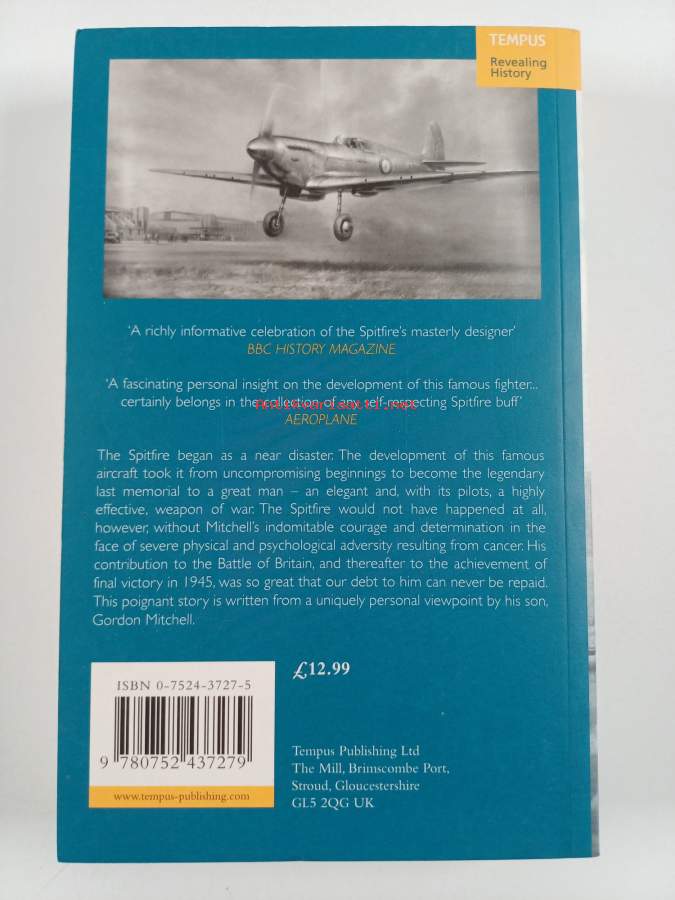 TEMPUS
Revealing
History
‘A richly informative celebration of the Spitfire’s masterly designer’
BBC HISTORY MAGAZINE
‘A fascinating personal insight on the development of this famous fighter...
certainly belongs in the collection of any self-respecting Spitfire buff’
Antikvariaatti.net
AEROPLANE
The Spitfire began as a near disaster. The development of this famous
aircraft took it from uncompromising beginnings to become the legendary
last memorial to a great man – an elegant and, with its pilots, a highly
effective, weapon of war. The Spitfire would not have happened at all,
however, without Mitchell’s indomitable courage and determination in the
face of severe physical and psychological adversity resulting from cancer. His
contribution to the Battle of Britain, and thereafter to the achievement of
final victory in 1945, was so great that our debt to him can never be repaid.
This poignant story is written from a uniquely personal viewpoint by his son,
Gordon Mitchell.
ISBN 0-7524-3727-5
9 780752 437279
www.tempus-publishing.com
£12.99
Tempus Publishing Ltd
The Mill, Brimscombe Port,
Stroud, Gloucestershire
GL5 2QG UK